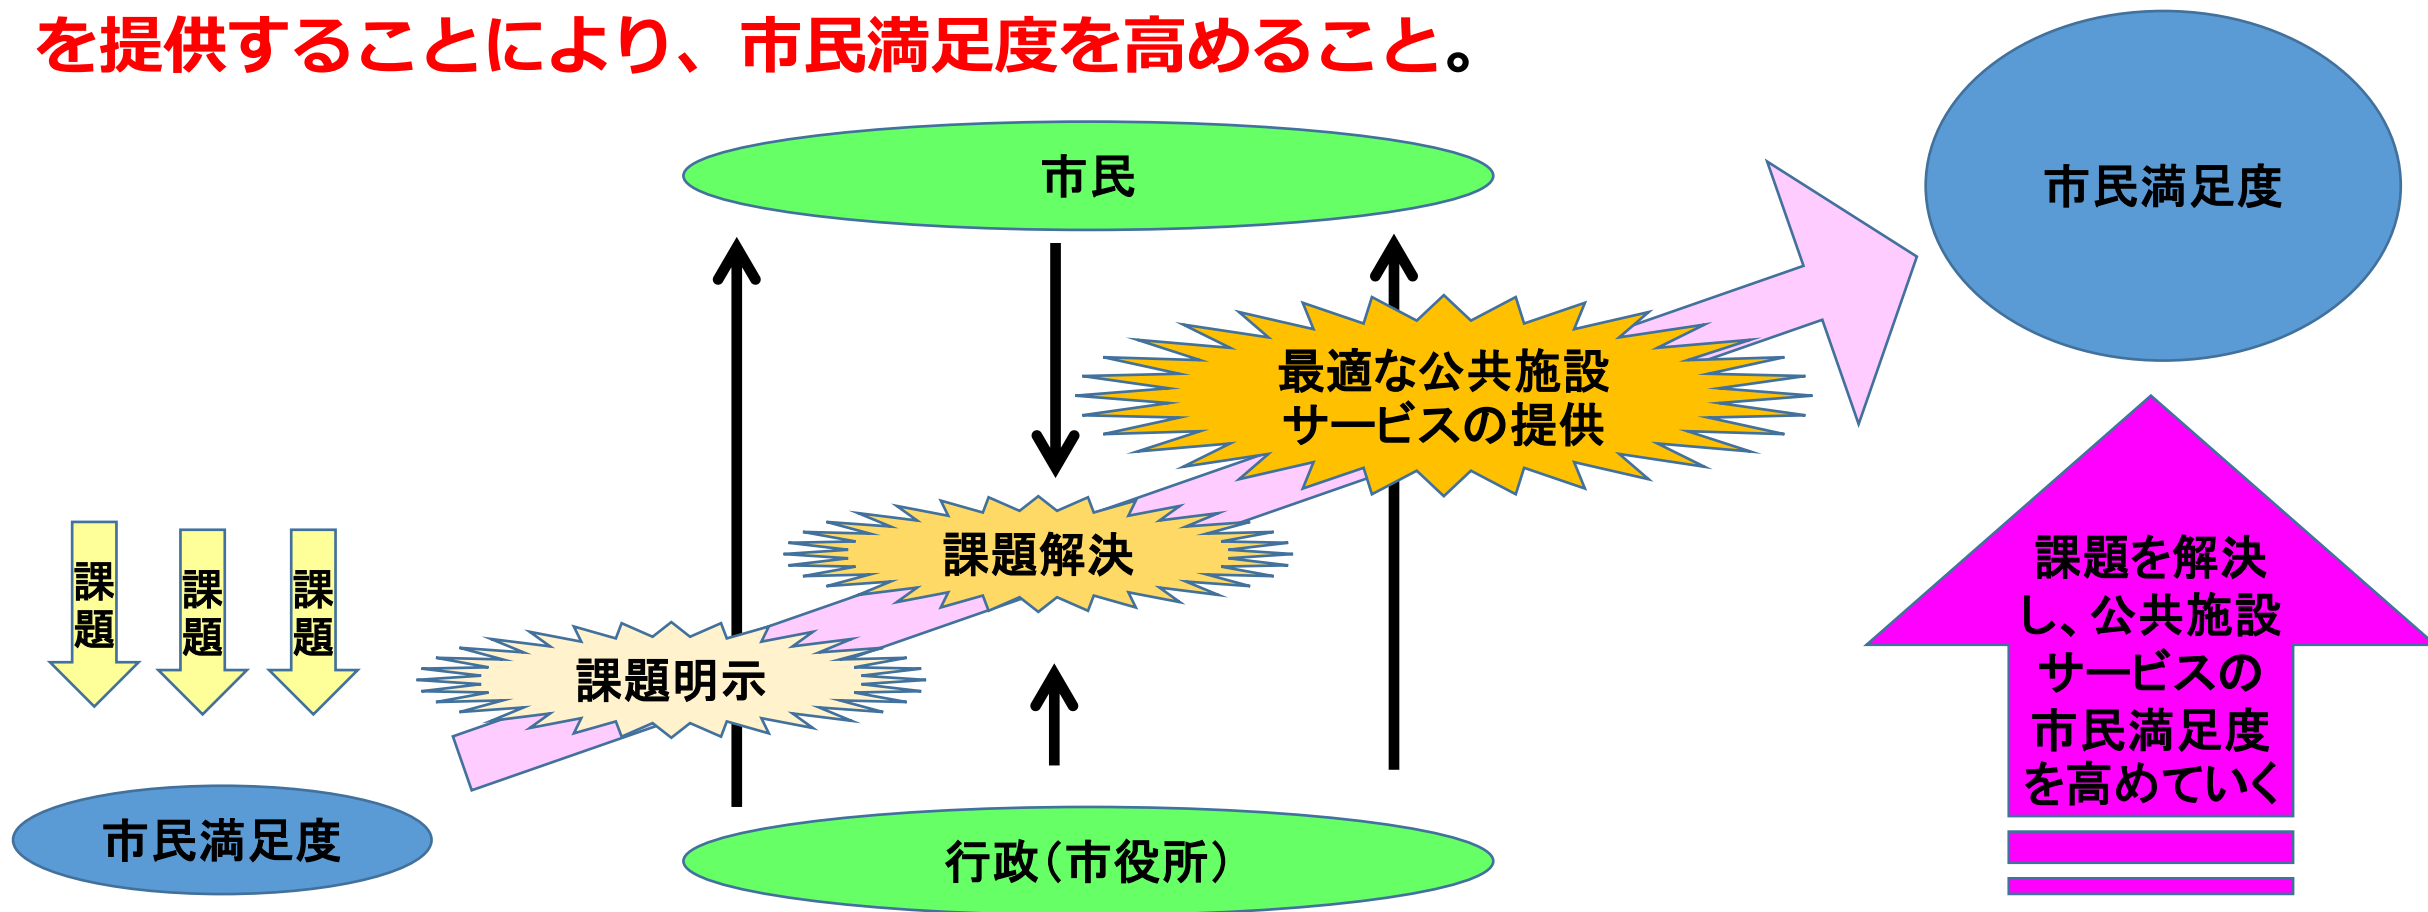 を提供することにより、市民満足度を高めること。
市民
市民満足度
最適な公共施設
サービスの提供
課題解決
課題
課題
課題
課題明示
課題を解決
し、公共施設
サービスの
市民満足度
を高めていく
市民満足度
行政(市役所)